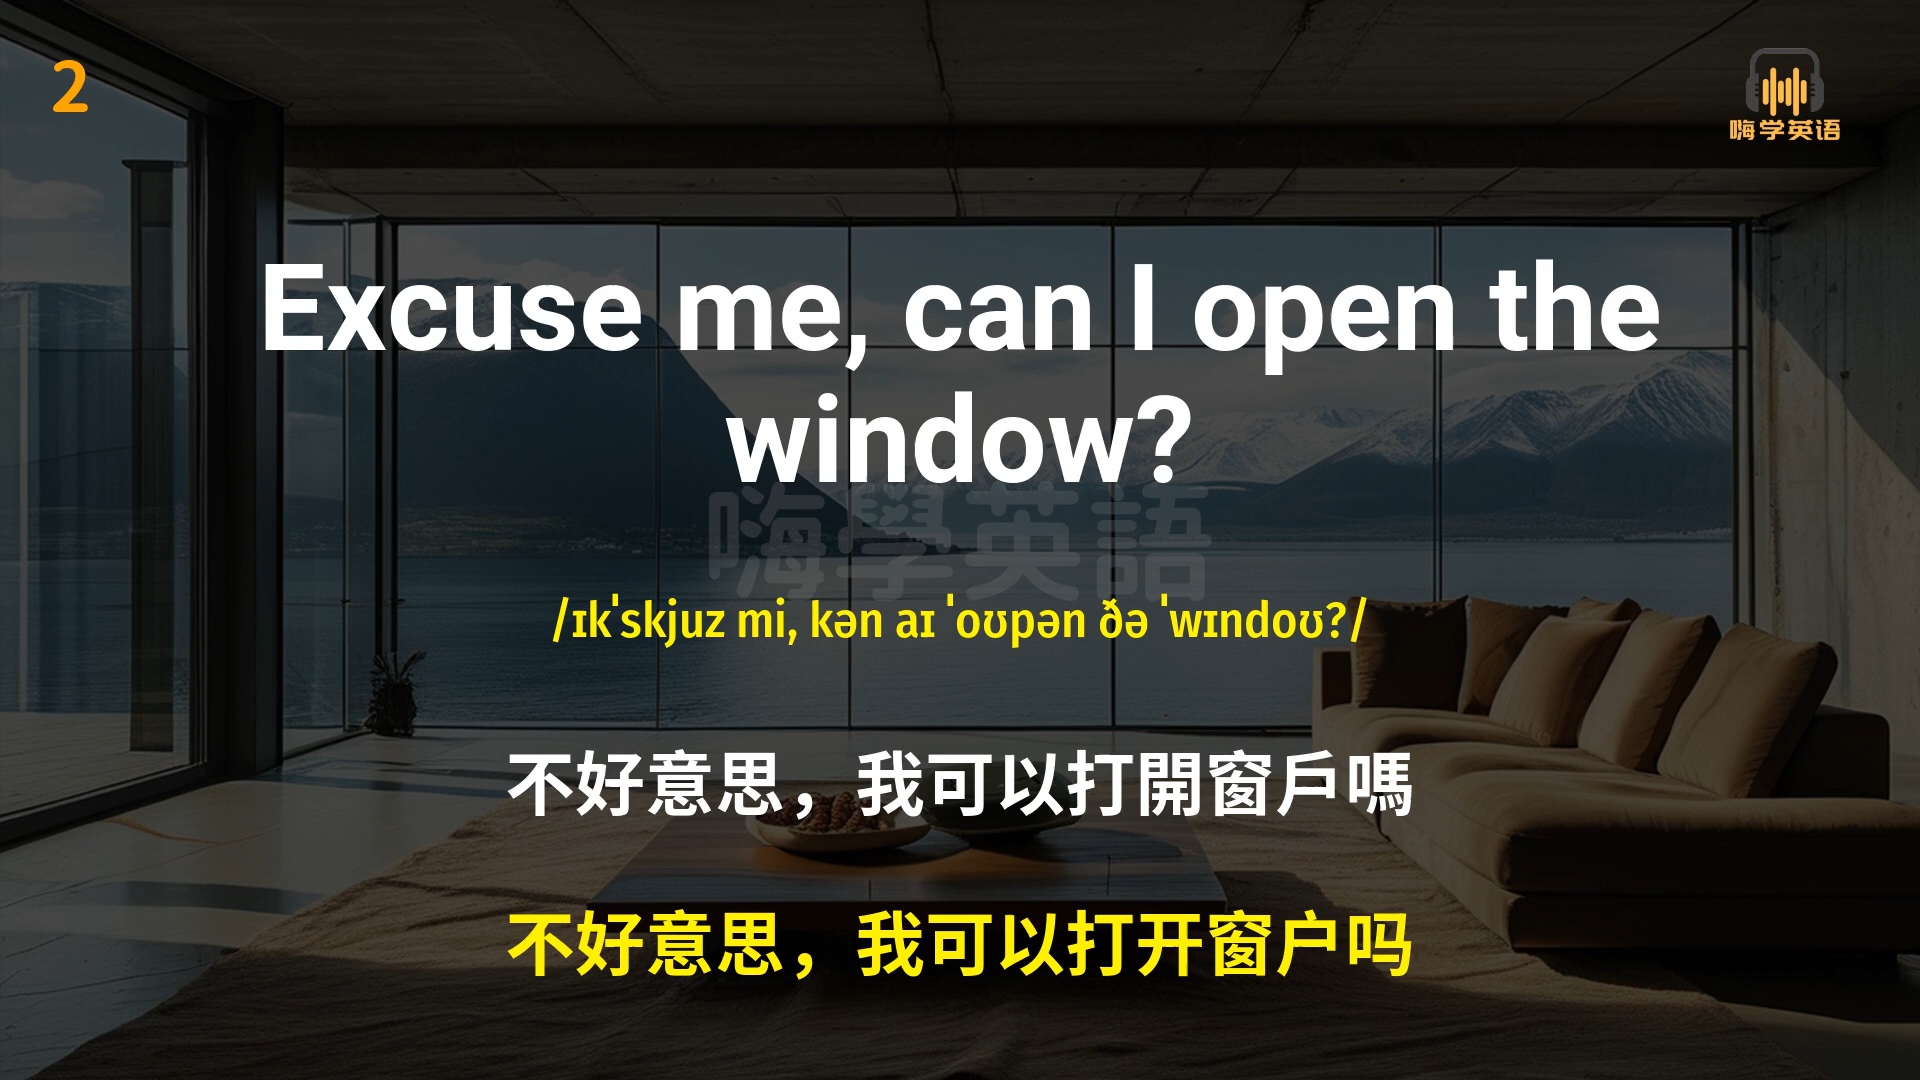 2
嗨学英语
Excuse me, can I open the
window?
嗨學英語
/ɪkˈskjuz mi, kən aɪ ˈoʊpən ðə ˈwɪndoʊ?/
不好意思，我可以打開窗戶嗎
不好意思，我可以打开窗户吗